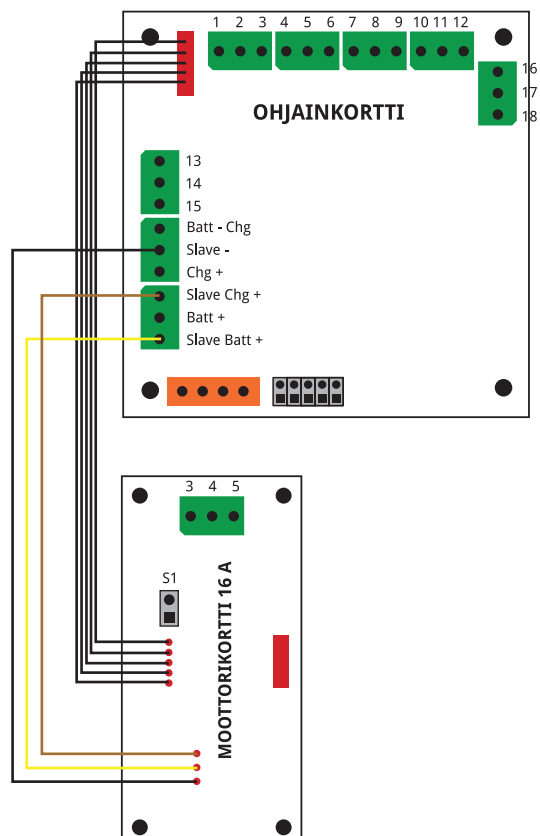 1 2 3 4 5 6 7 8 9 10 11 12
16
17
18
OHJAINKORTTI
13
14
15
Batt - Chg
Slave -
Chg +
Slave Chg +
Batt +
Slave Batt +
3 4 5
S1
MOOTTORIKORTTI 16 A